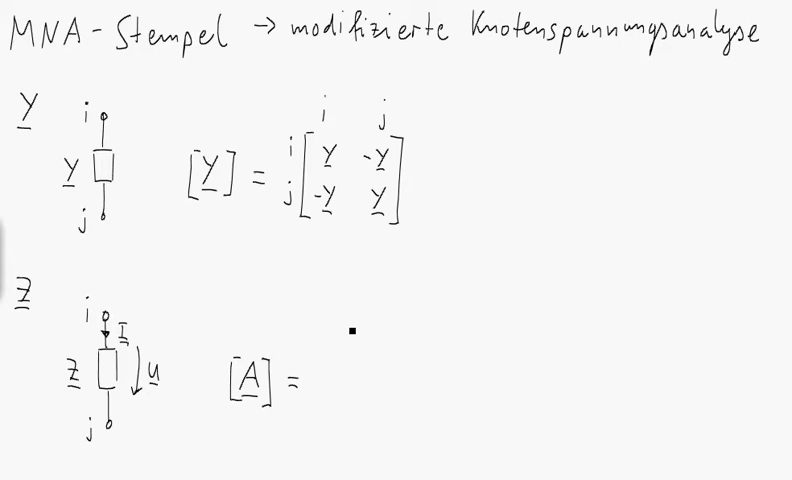 MNA - Stempel → modifizierte Knotenspannungsanalyse
Y
i
Y
j
[Y] =
i j
i Y -Y
j -Y Y
Z
i
I
Z
u
j
[A] =